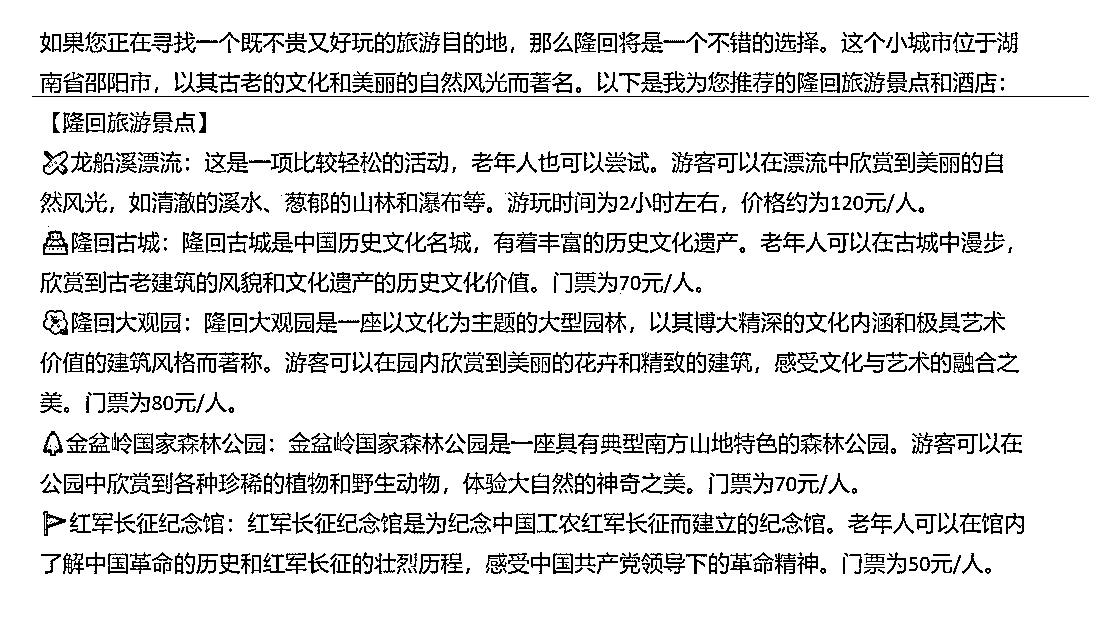 如果您正在寻找一个既不贵又好玩的旅游目的地，那么隆回将是一个不错的选择。这个小城市位于湖
南省邵阳市，以其古老的文化和美丽的自然风光而著名。以下是我为您推荐的隆回旅游景点和酒店：
【隆回旅游景点】
龙船溪漂流：这是一项比较轻松的活动，老年人也可以尝试。游客可以在漂流中欣赏到美丽的自
然风光，如清澈的溪水、葱郁的山林和瀑布等。游玩时间为2小时左右，价格约为120元/人。
隆回古城：隆回古城是中国历史文化名城，有着丰富的历史文化遗产。老年人可以在古城中漫步，
欣赏到古老建筑的风貌和文化遗产的历史文化价值。门票为70元/人。
隆回大观园：隆回大观园是一座以文化为主题的大型园林，以其博大精深的文化内涵和极具艺术
价值的建筑风格而著称。游客可以在园内欣赏到美丽的花卉和精致的建筑，感受文化与艺术的融合之
美。门票为80元/人。
金盆岭国家森林公园：金盆岭国家森林公园是一座具有典型南方山地特色的森林公园。游客可以在
公园中欣赏到各种珍稀的植物和野生动物，体验大自然的神奇之美。门票为70元/人。
红军长征纪念馆：红军长征纪念馆是为纪念中国工农红军长征而建立的纪念馆。老年人可以在馆内
了解中国革命的历史和红军长征的壮烈历程，感受中国共产党领导下的革命精神。门票为50元/人。